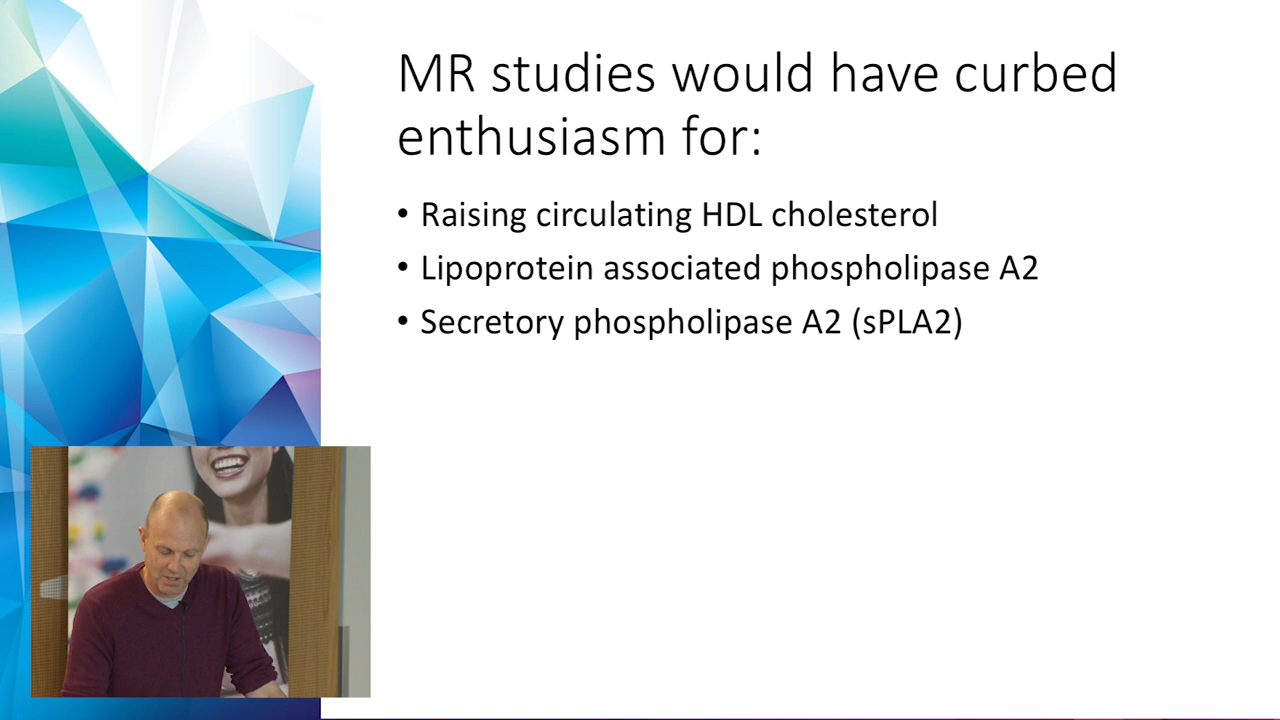 MR studies would have curbed
enthusiasm for:
• Raising circulating HDL cholesterol
• Lipoprotein associated phospholipase A2
• Secretory phospholipase A2 (sPLA2)